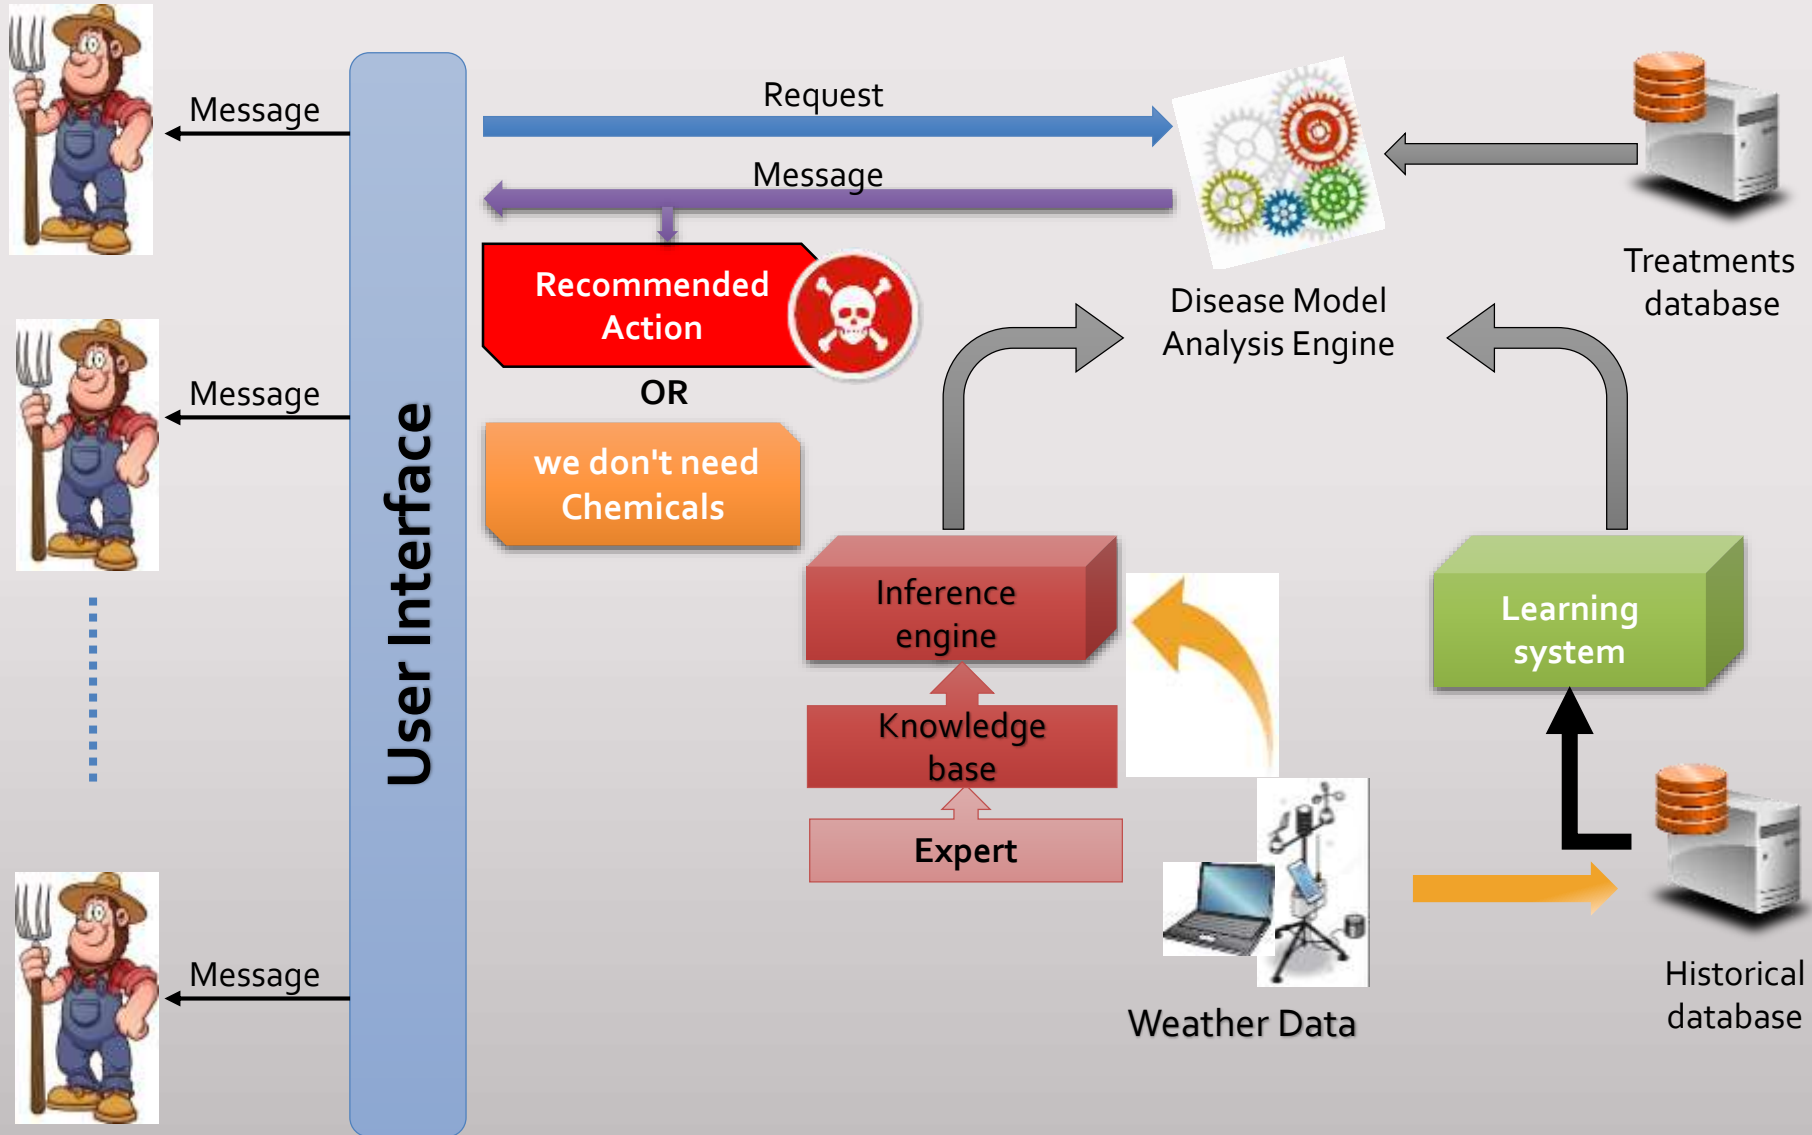 Message
Request
Message
Recommended
Action
OR
we don't need
Chemicals
Disease Model
Analysis Engine
Treatments
database
Message
User Interface
Inference
engine
Knowledge
base
Expert
Learning
system
Message
Weather Data
Historical
database